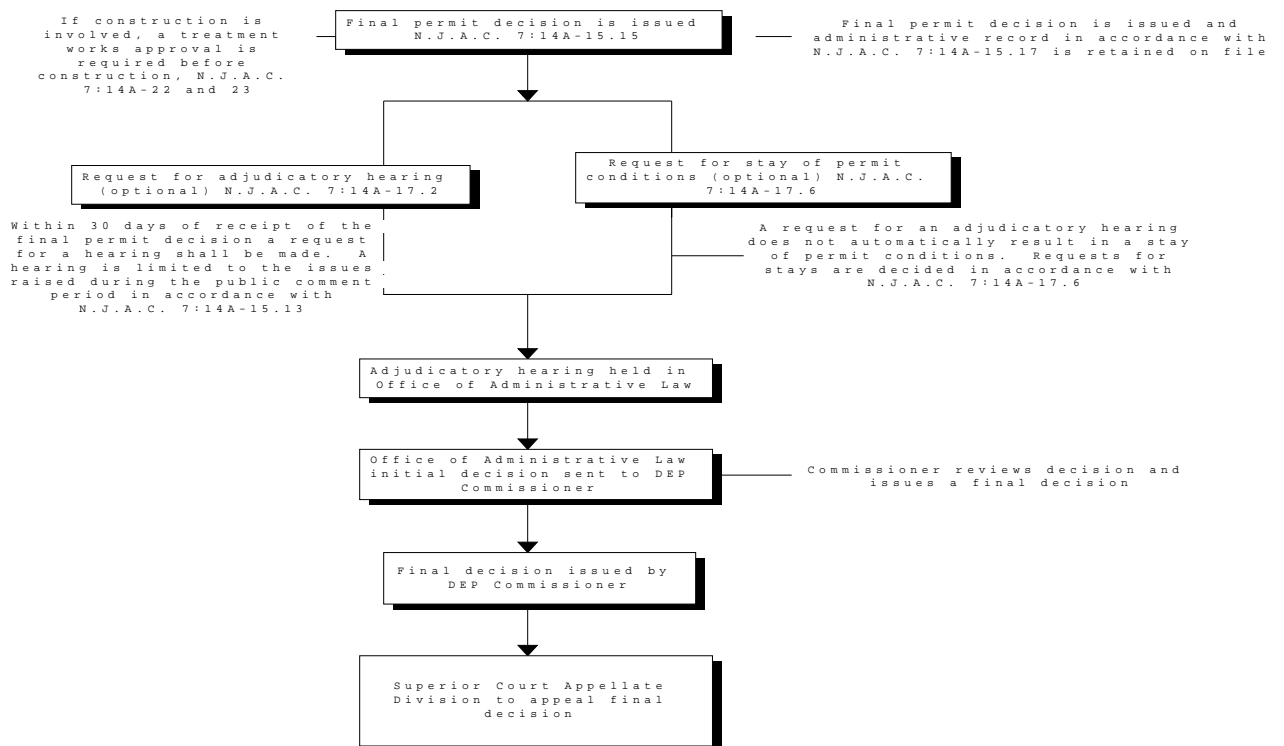 If construction is
involved, a treatment
works approval is
required before
construction, N.J.A.C.
7:14A-22 and 23
Final permit decision is issued
N.J.A.C. 7:14A-15.15
Final permit decision is issued and
administrative record in accordance with
N.J.A.C. 7:14A-15.17 is retained on file
Request for adjudicatory hearing
(optional) N.J.A.C. 7:14A-17.2
Request for stay of permit
conditions (optional) N.J.A.C.
7:14A-17.6
Within 30 days of receipt of the
final permit decision a request
for a hearing shall be made. A
hearing is limited to the issues
raised during the public comment
period in accordance with
N.J.A.C. 7:14A-15.13
A request for an adjudicatory hearing
does not automatically result in a stay
of permit conditions. Requests for
stays are decided in accordance with
N.J.A.C. 7:14A-17.6
Adjudicatory hearing held in
Office of Administrative Law
Office of Administrative Law
initial decision sent to DEP
Commissioner
Commissioner reviews decision and
issues a final decision
Final decision issued by
DEP Commissioner
Superior Court Appellate
Division to appeal final
decision